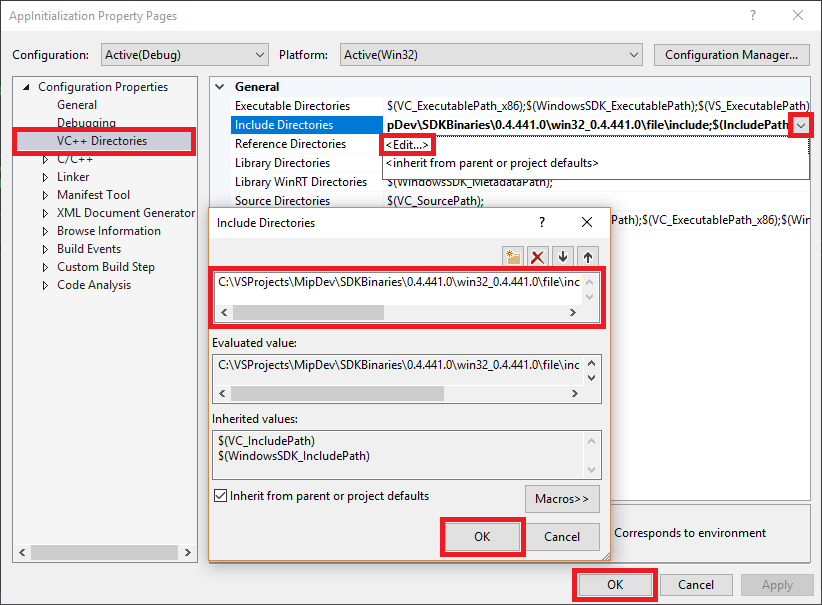 AppInitialization Property Pages
?
Configuration: Active(Debug) Platform: Active(Win32) Configuration Manager...
Configuration Properties
General
Debugging
VC++ Directories
C/C++
Linker
Manifest Tool
XML Document Generator
Browse Information
Build Events
Custom Build Step
Code Analysis
General
Executable Directories $(VC_ExecutablePath_x86);$(WindowsSDK_ExecutablePath);$(VS_ExecutablePath)
Include Directories pDev\SDKBinaries\0.4.441.0\win32_0.4.441.0\file\include;$(IncludePath
Reference Directories <Edit...>
Library Directories <inherit from parent or project defaults>
Library WinRT Directories $(WindowsSDK_MetadataPath);
Source Directories $(VC_SourcePath);
Path);$(VC_ExecutablePath_x86);$(Win
Include Directories
?
C:\VSProjects\MipDev\SDKBinaries\0.4.441.0\win32_0.4.441.0\file\inc
Evaluated value:
C:\VSProjects\MipDev\SDKBinaries\0.4.441.0\win32_0.4.441.0\file\inc
Inherited values:
$(VC_IncludePath)
$(WindowsSDK_IncludePath)
Inherit from parent or project defaults
Macros>>
OK Cancel
Corresponds to environment
OK Cancel Apply